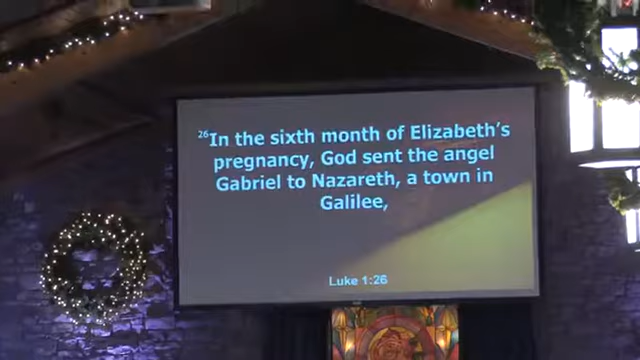 26In the sixth month of Elizabeth's
pregnancy, God sent the angel
Gabriel to Nazareth, a town in
Galilee,
Luke 1:26